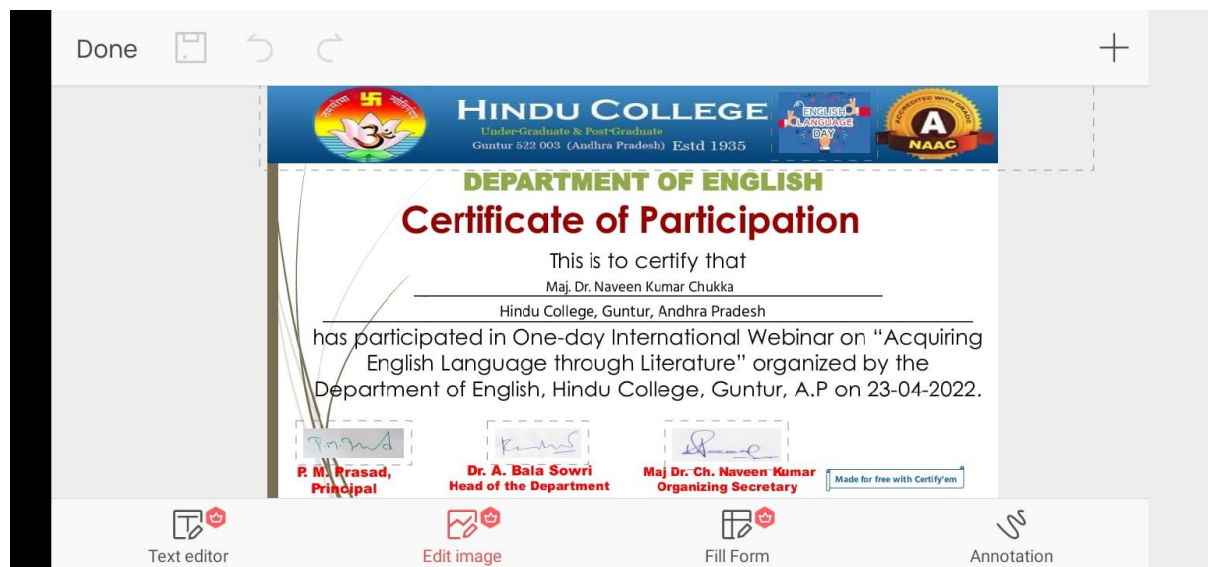 Done
HINDU COLLEGE
Under-Graduate & Post-Graduate
Guntur 522 003 (Andhra Pradesh) Estd 1935
ENGLISH
LANGUAGE
DAY
ACCREDITED WITH GRADE
A
NAAC
DEPARTMENT OF ENGLISH
Certificate of Participation
This is to certify that
Maj. Dr. Naveen Kumar Chukka
Hindu College, Guntur, Andhra Pradesh
has participated in One-day International Webinar on “Acquiring
English Language through Literature” organized by the
Department of English, Hindu College, Guntur, A.P on 23-04-2022.
P. M. Prasad,
Principal
Dr. A. Bala Sowri
Head of the Department
Maj Dr. Ch. Naveen Kumar
Organizing Secretary
Made for free with Certify'em
Text editor
Edit image
Fill Form
Annotation